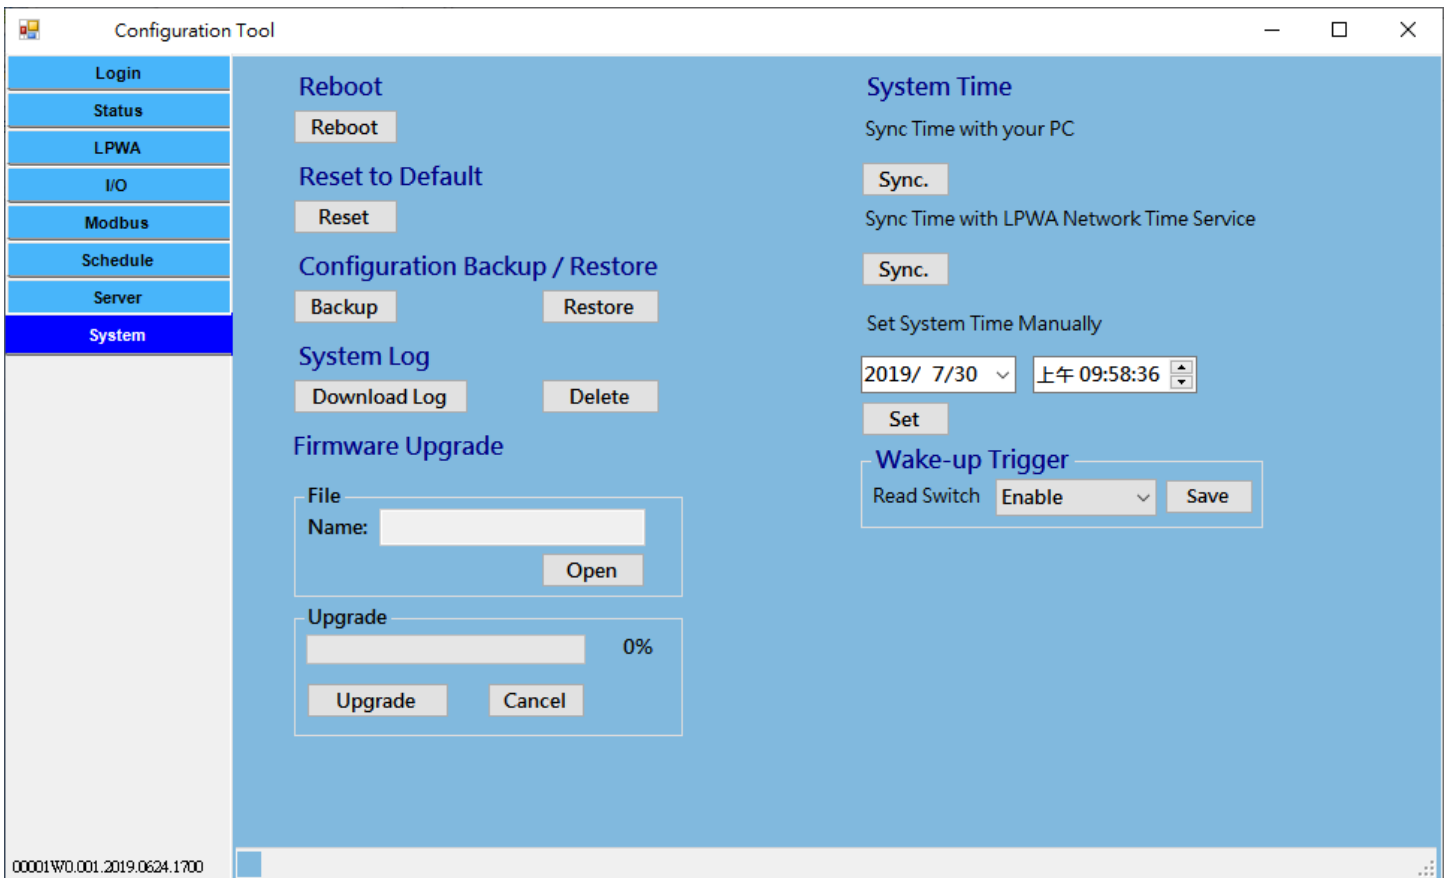 Configuration Tool
Login
Status
LPWA
I/O
Modbus
Schedule
Server
System
00001W0.001.2019.0624.1700
Reboot
Reboot
Reset to Default
Reset
Configuration Backup / Restore
Backup Restore
System Log
Download Log Delete
Firmware Upgrade
File
Name:
Open
Upgrade
0%
Upgrade Cancel
System Time
Sync Time with your PC
Sync.
Sync Time with LPWA Network Time Service
Sync.
Set System Time Manually
2019/ 7/30 上午 09:58:36
Set
Wake-up Trigger
Read Switch Enable Save